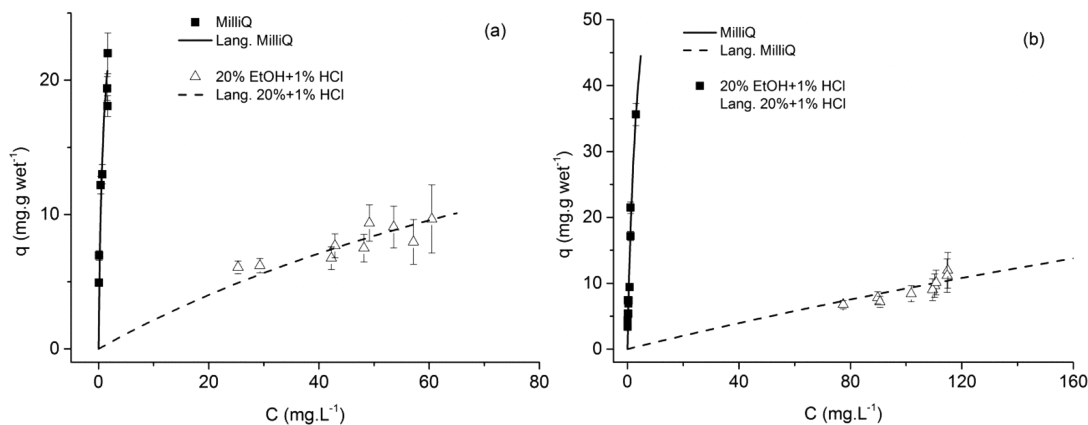 MilliQ
Lang. MilliQ
20% EtOH+1% HCl
Lang. 20%+1% HCl
(a)
20
10
0
q (mg.g wet⁻¹)
0
20
40
60
80
C (mg.L⁻¹)
MilliQ
Lang. MilliQ
20% EtOH+1% HCl
Lang. 20%+1% HCl
(b)
50
40
30
20
10
0
q (mg.g wet⁻¹)
0
40
80
120
160
C (mg.L⁻¹)